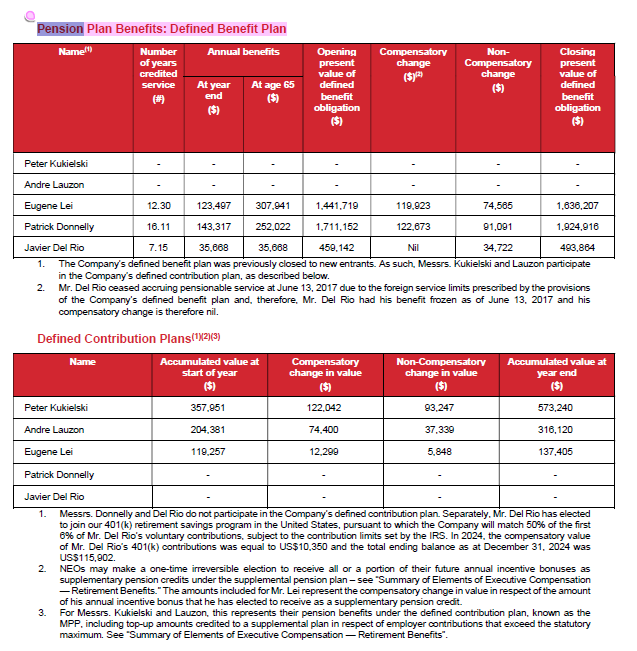 Pension Plan Benefits: Defined Benefit Plan
Name(1) Number of years credited service (#) Annual benefits Opening present value of defined benefit obligation ($) Compensatory change ($)(2) Non-Compensatory change ($) Closing present value of defined benefit obligation ($)
At year end ($) At age 65 ($)
Peter Kukielski - - - - - - -
Andre Lauzon - - - - - - -
Eugene Lei 12.30 123,497 307,941 1,441,719 119,923 74,565 1,636,207
Patrick Donnelly 16.11 143,317 252,022 1,711,152 122,673 91,091 1,924,916
Javier Del Rio 7.15 35,668 35,668 459,142 Nil 34,722 493,864
1. The Company's defined benefit plan was previously closed to new entrants. As such, Messrs. Kukielski and Lauzon participate
in the Company's defined contribution plan, as described below.
2. Mr. Del Rio ceased accruing pensionable service at June 13, 2017 due to the foreign service limits prescribed by the provisions
of the Company's defined benefit plan and, therefore, Mr. Del Rio had his benefit frozen as of June 13, 2017 and his
compensatory change is therefore nil.
Defined Contribution Plans(1)(2)(3)
Name Accumulated value at start of year ($) Compensatory change in value ($) Non-Compensatory change in value ($) Accumulated value at year end ($)
Peter Kukielski 357,951 122,042 93,247 573,240
Andre Lauzon 204,381 74,400 37,339 316,120
Eugene Lei 119,257 12,299 5,848 137,405
Patrick Donnelly - - - -
Javier Del Rio - - - -
1. Messrs. Donnelly and Del Rio do not participate in the Company's defined contribution plan. Separately, Mr. Del Rio has elected
to join our 401(k) retirement savings program in the United States, pursuant to which the Company will match 50% of the first
6% of Mr. Del Rio's voluntary contributions, subject to the contribution limits set by the IRS. In 2024, the compensatory value
of Mr. Del Rio's 401(k) contributions was equal to US$10,350 and the total ending balance as at December 31, 2024 was
US$115,902.
2. NEOs may make a one-time irreversible election to receive all or a portion of their future annual incentive bonuses as
supplementary pension credits under the supplemental pension plan – see "Summary of Elements of Executive Compensation
— Retirement Benefits." The amounts included for Mr. Lei represent the compensatory change in value in respect of the amount
of his annual incentive bonus that he has elected to receive as a supplementary pension credit.
3. For Messrs. Kukielski and Lauzon, this represents their pension benefits under the defined contribution plan, known as the
MPP, including top-up amounts credited to a supplemental plan in respect of employer contributions that exceed the statutory
maximum. See "Summary of Elements of Executive Compensation — Retirement Benefits".